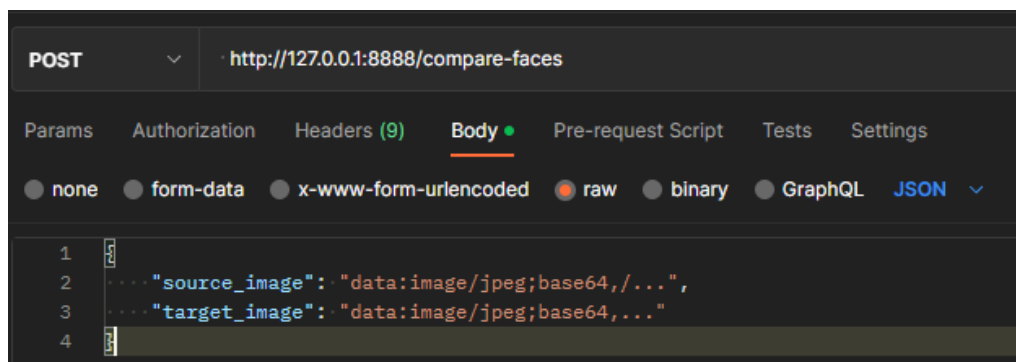 POST http://127.0.0.1:8888/compare-faces
Params Authorization Headers (9) Body Pre-request Script Tests Settings
none form-data x-www-form-urlencoded raw binary GraphQL JSON
1 {
2 "source_image": "data:image/jpeg;base64,/...",
3 "target_image": "data:image/jpeg;base64,..."
4 }